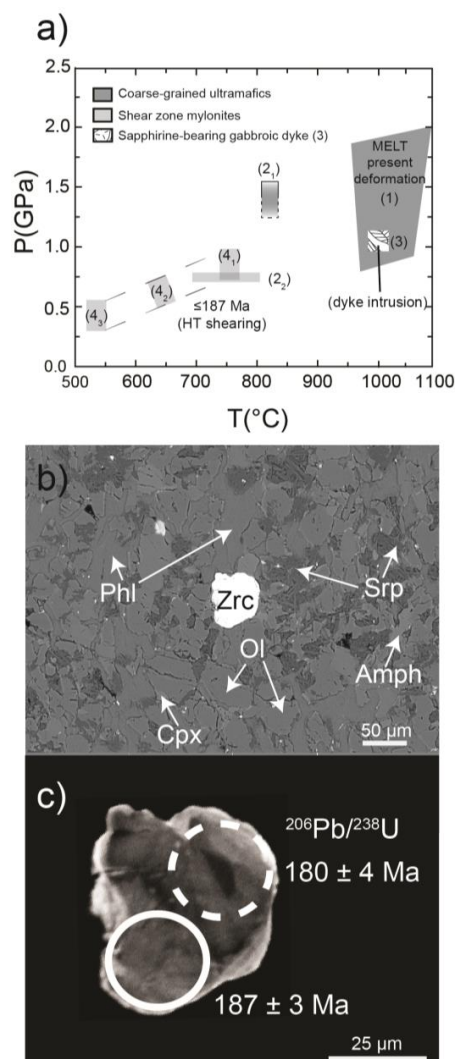 a)
2.5
2.0
1.5
1.0
0.5
0.0
P(GPa)
Coarse-grained ultramafics
Shear zone mylonites
Sapphirine-bearing gabbroic dyke (3)
MELT
present
deformation
(1)
(2₁)
(3)
(4₁)
(2₂)
(4₂)
(4₃)
(dyke intrusion)
≤187 Ma
(HT shearing)
500 600 700 800 900 1000 1100
T(°C)
b)
Phl
Zrc
Srp
Ol
Amph
Cpx
50 µm
c)
²⁰⁶Pb/²³⁸U
180 ± 4 Ma
187 ± 3 Ma
25 µm